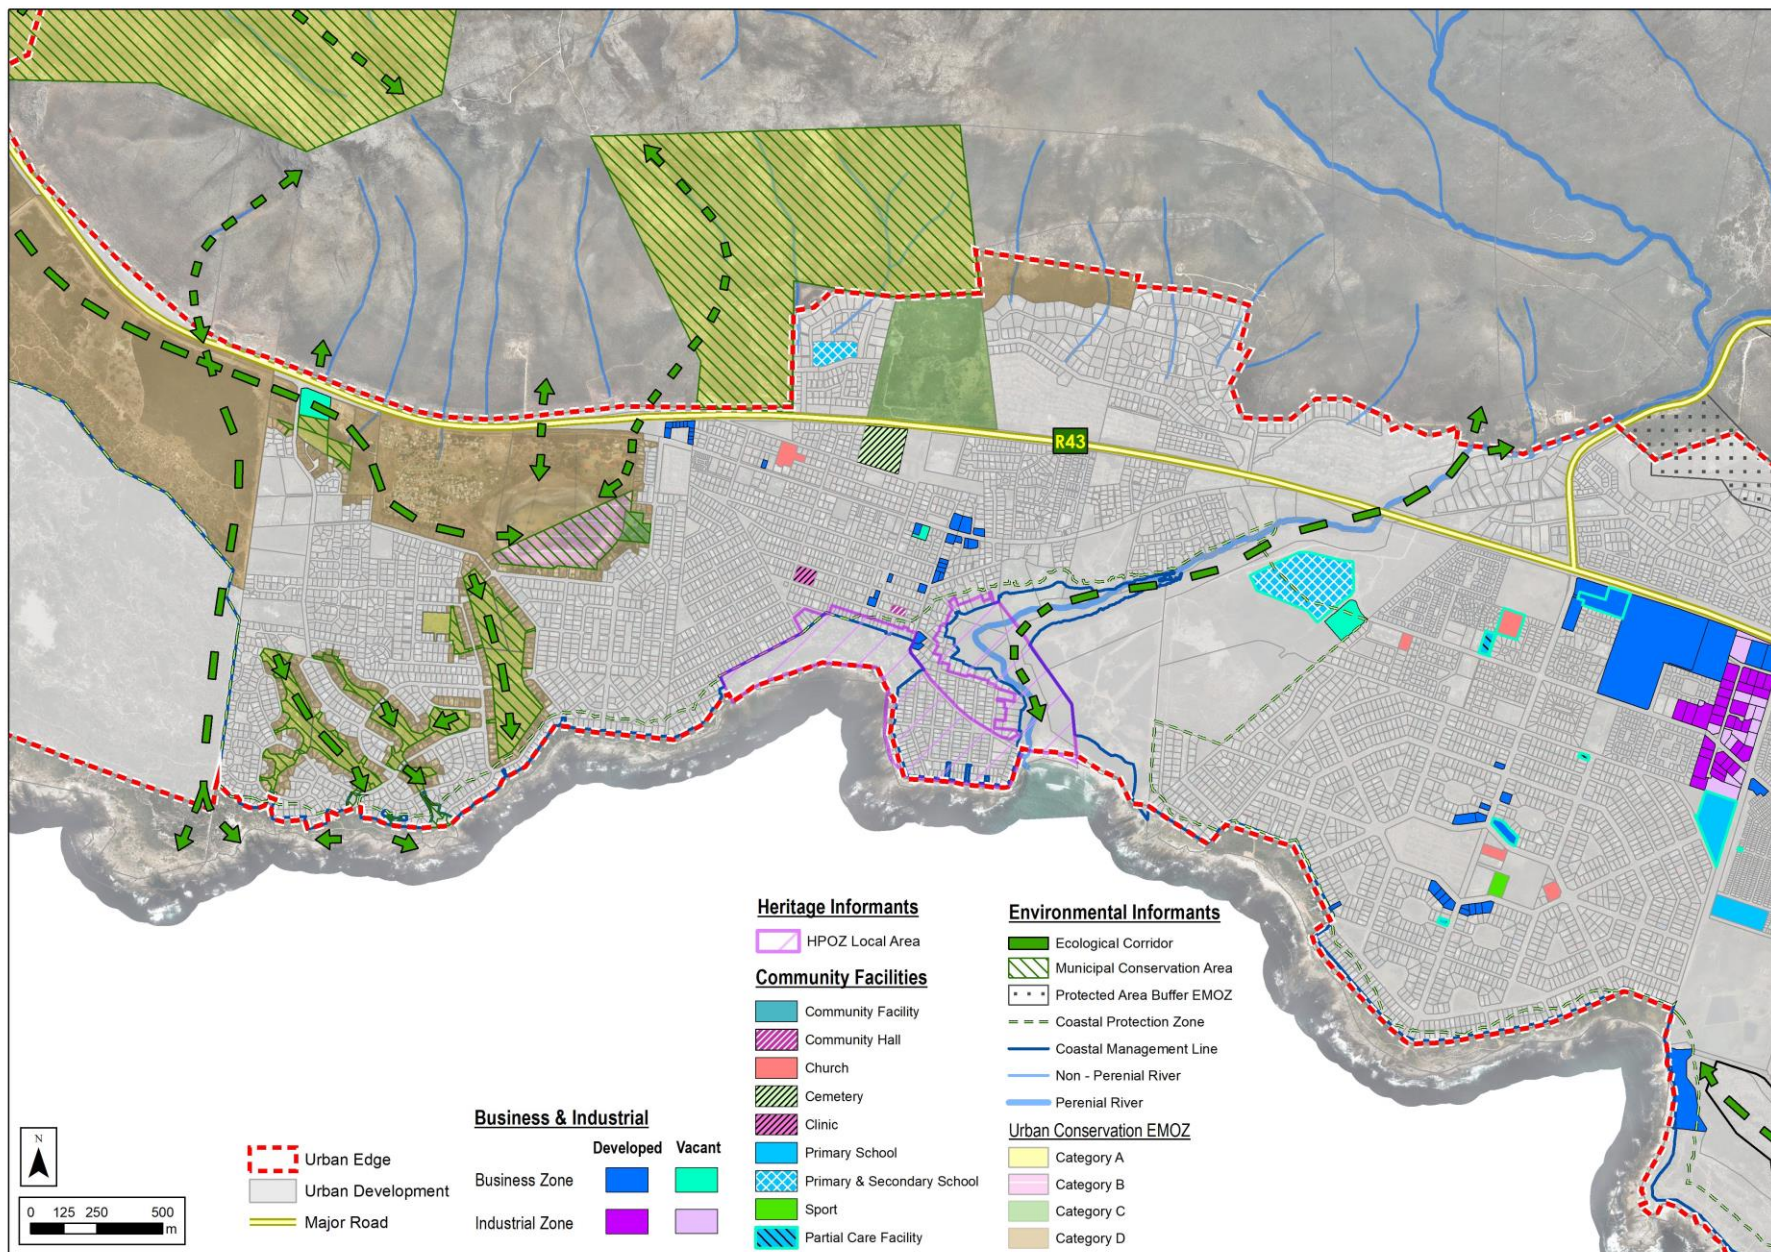 R43
Heritage Informants
HPOZ Local Area
Community Facilities
Community Facility
Community Hall
Church
Cemetery
Clinic
Primary School
Primary & Secondary School
Sport
Partial Care Facility
Environmental Informants
Ecological Corridor
Municipal Conservation Area
Protected Area Buffer EMOZ
Coastal Protection Zone
Coastal Management Line
Non - Perenial River
Perenial River
Urban Conservation EMOZ
Category A
Category B
Category C
Category D
Business & Industrial
Developed Vacant
Business Zone
Industrial Zone
Urban Edge
Urban Development
Major Road
N
0 125 250 500
m